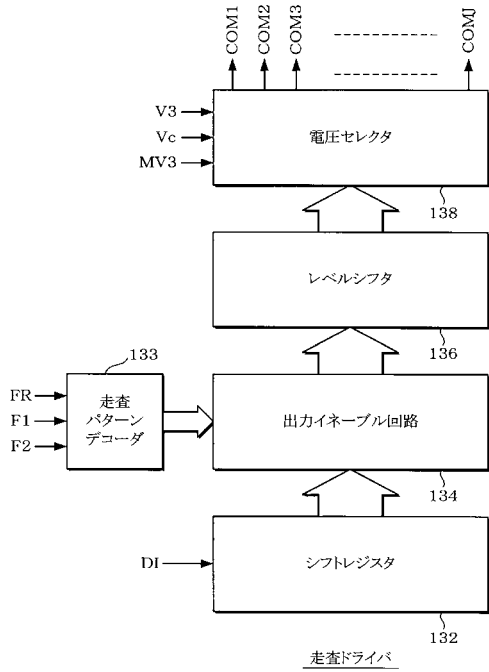 COM1
COM2
COM3
COMJ
V3
Vc
MV3
電圧セレクタ
138
レベルシフタ
136
133
FR
F1
F2
走査
パターン
デコーダ
出力イネーブル回路
134
DI
シフトレジスタ
132
走査ドライバ